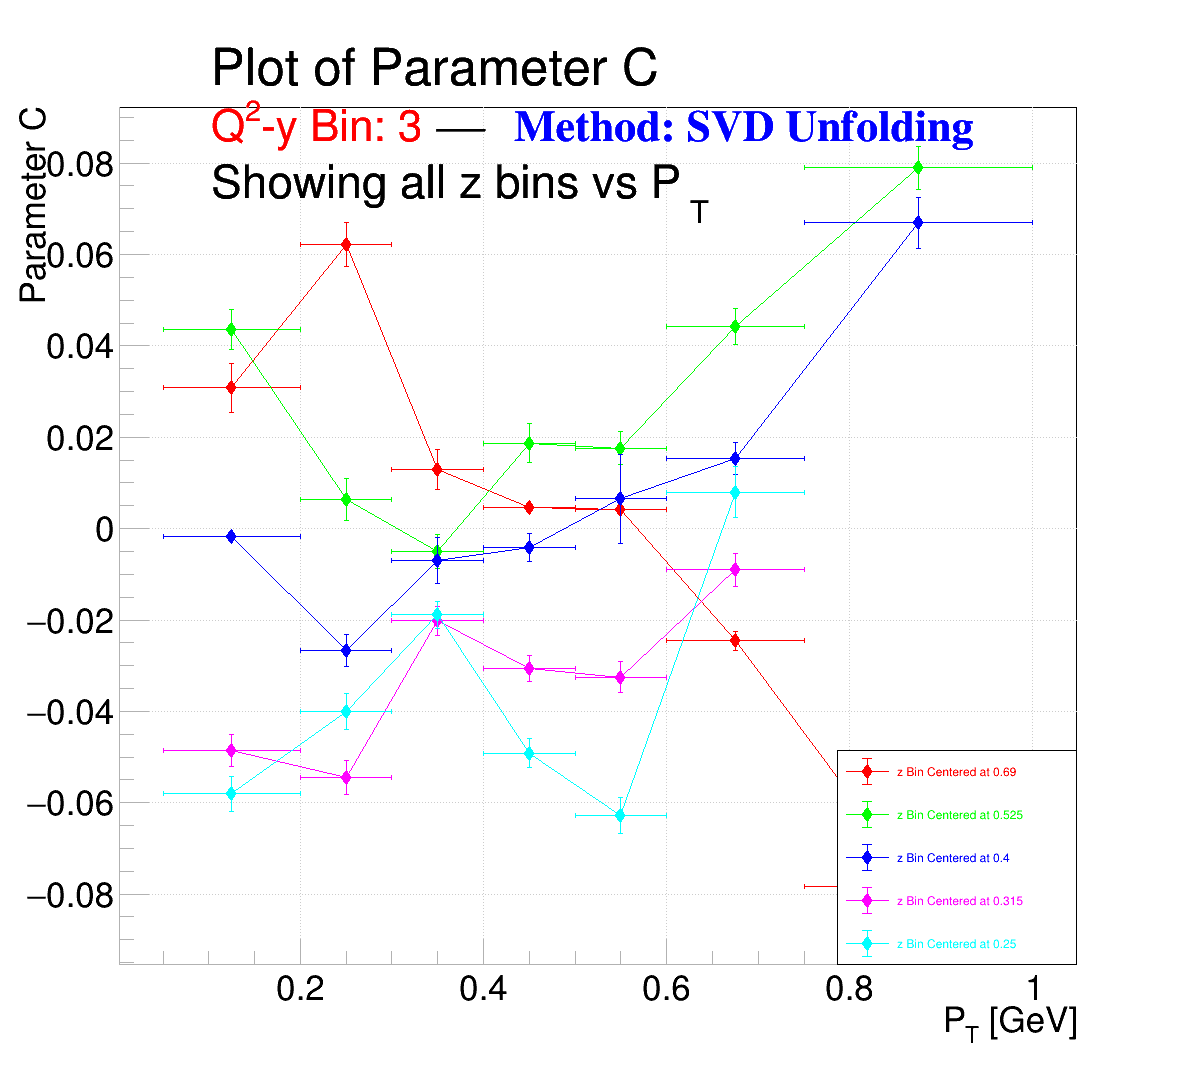 Plot of Parameter C
Q²-y Bin: 3 — Method: SVD Unfolding
Showing all z bins vs P_T
Parameter C
0.08
0.06
0.04
0.02
0
−0.02
−0.04
−0.06
−0.08
z Bin Centered at 0.69
z Bin Centered at 0.525
z Bin Centered at 0.4
z Bin Centered at 0.315
z Bin Centered at 0.25
0.2 0.4 0.6 0.8 1
P_T [GeV]